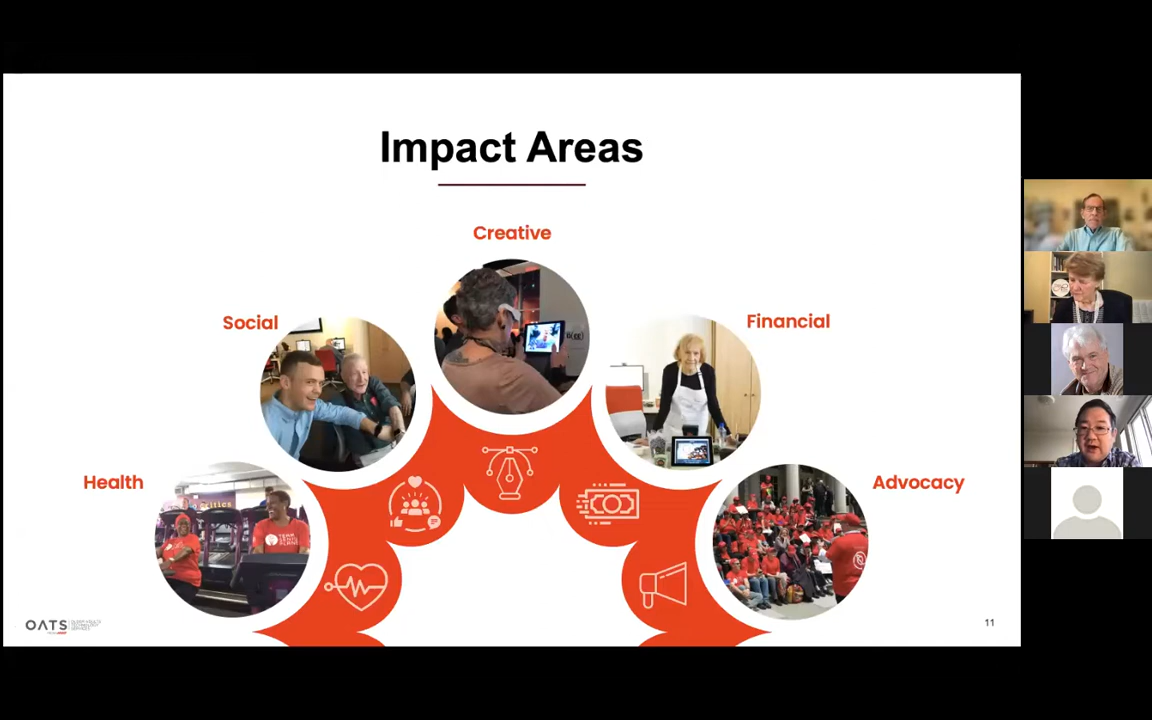 Impact Areas
Creative
Social
Financial
Health
Advocacy
OATS
11